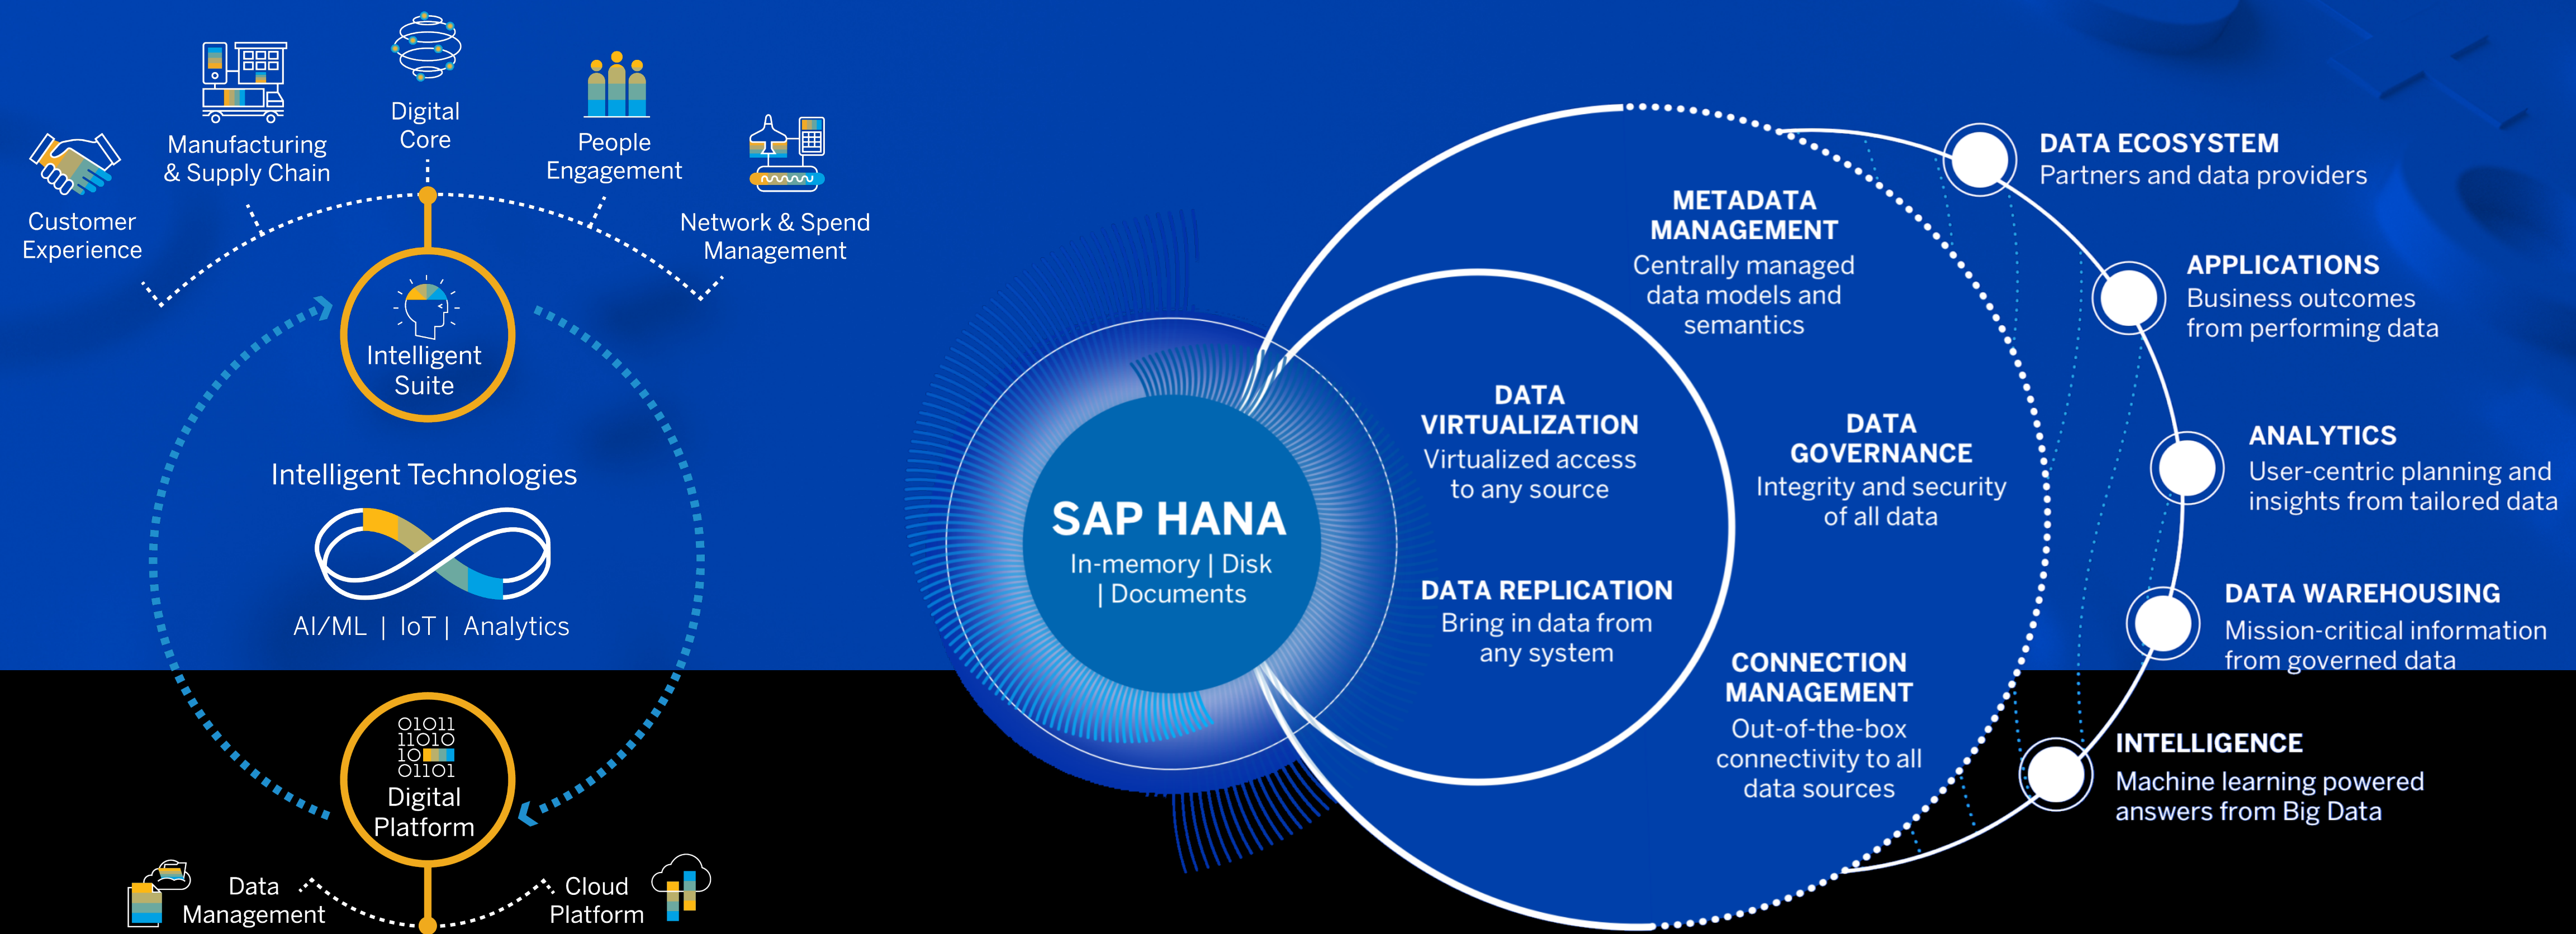 Digital
Core
Manufacturing
& Supply Chain
People
Engagement
Customer
Experience
Network & Spend
Management
Intelligent
Suite
Intelligent Technologies
AI/ML | IoT | Analytics
01011
11010
10
01101
Digital
Platform
Data
Management
Cloud
Platform
SAP HANA
In-memory | Disk
| Documents
DATA
VIRTUALIZATION
Virtualized access
to any source
DATA REPLICATION
Bring in data from
any system
METADATA
MANAGEMENT
Centrally managed
data models and
semantics
DATA
GOVERNANCE
Integrity and security
of all data
CONNECTION
MANAGEMENT
Out-of-the-box
connectivity to all
data sources
DATA ECOSYSTEM
Partners and data providers
APPLICATIONS
Business outcomes
from performing data
ANALYTICS
User-centric planning and
insights from tailored data
DATA WAREHOUSING
Mission-critical information
from governed data
INTELLIGENCE
Machine learning powered
answers from Big Data